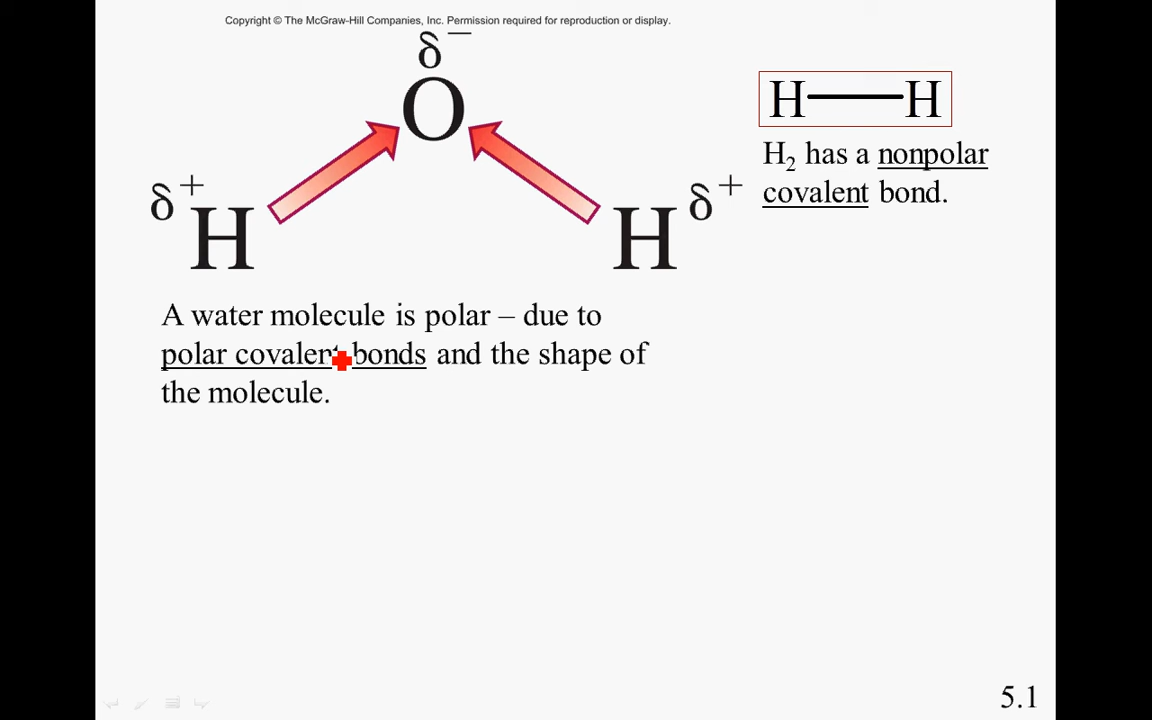 Copyright © The McGraw-Hill Companies, Inc. Permission required for reproduction or display.
δ −
O
H H
δ + H
H δ +
H₂ has a nonpolar
covalent bond.
A water molecule is polar – due to
polar covalent bonds and the shape of
the molecule.
5.1